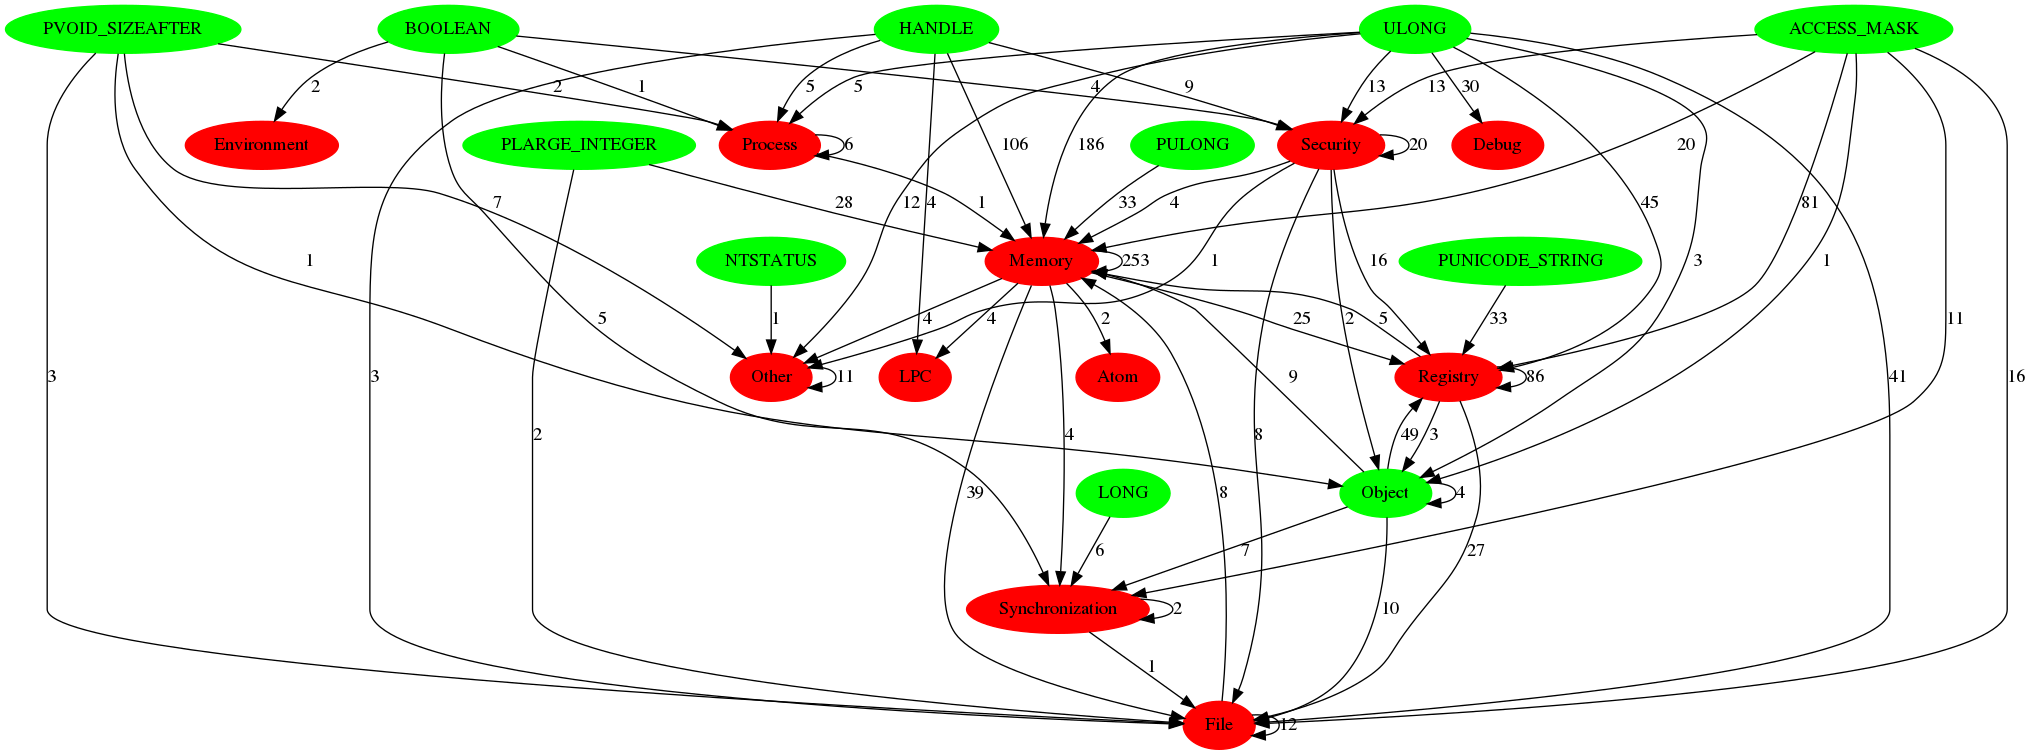 PVOID_SIZEAFTER BOOLEAN HANDLE ULONG ACCESS_MASK
2 1 5 2 5 4 9 13 30 13
Environment PLARGE_INTEGER Process 6 PULONG Security 20 Debug
7 28 4 12 106 1 186 33 4 20 45 81
NTSTATUS Memory 253 PUNICODE_STRING
1 5 1 4 4 2 1 25 2 16 5 33 3 1 11
3 3 Other 11 LPC Atom 9 Registry 86 41 16
2 8 49 3
39 4 8 LONG Object 4
6 7 27
Synchronization 2 10
1
File 12